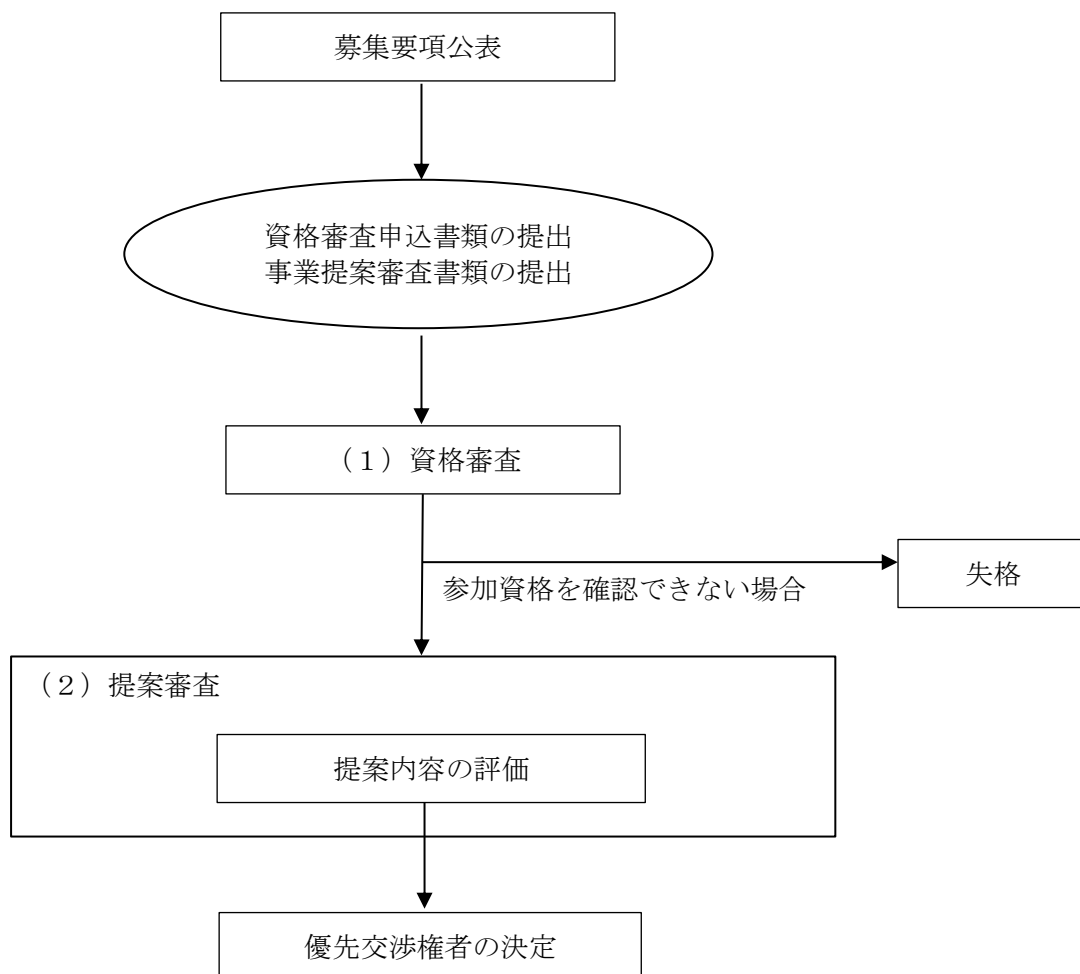 募集要項公表
資格審査申込書類の提出
事業提案審査書類の提出
（１）資格審査
失格
参加資格を確認できない場合
（２）提案審査
提案内容の評価
優先交渉権者の決定